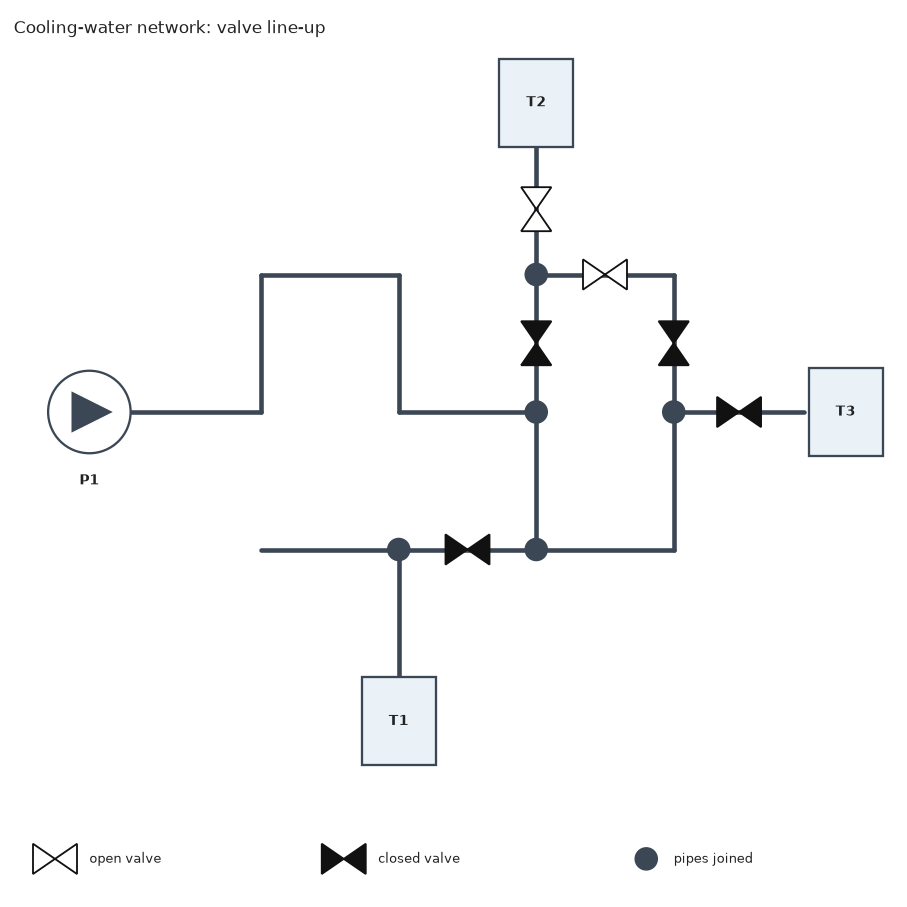 Cooling-water network: valve line-up
T2
T3
P1
T1
open valve
closed valve
pipes joined